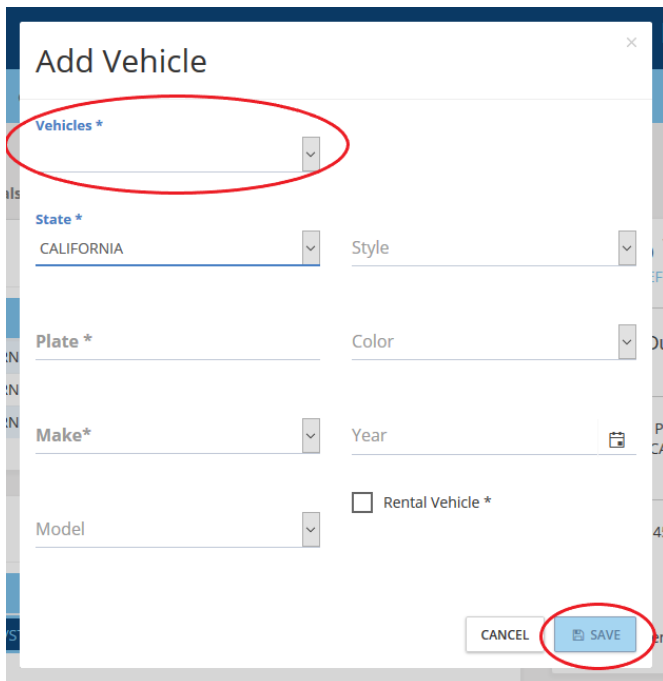 Add Vehicle
×
Vehicles *
State *
CALIFORNIA
Style
Plate *
Color
Make*
Year
Rental Vehicle *
Model
CANCEL
SAVE